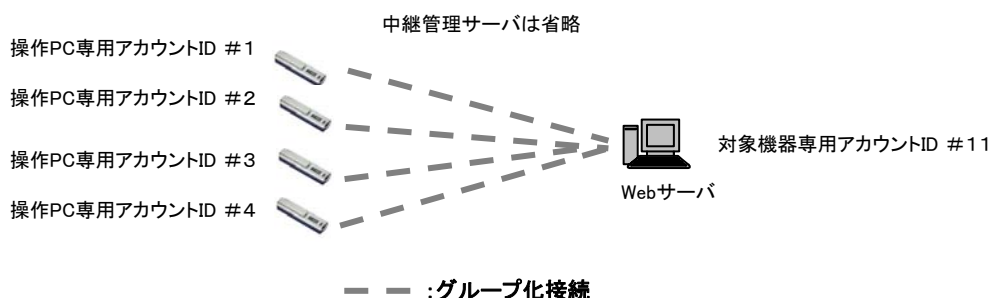 中継管理サーバは省略
操作PC専用アカウントID #1
操作PC専用アカウントID #2
操作PC専用アカウントID #3
操作PC専用アカウントID #4
対象機器専用アカウントID #11
Webサーバ
:グループ化接続